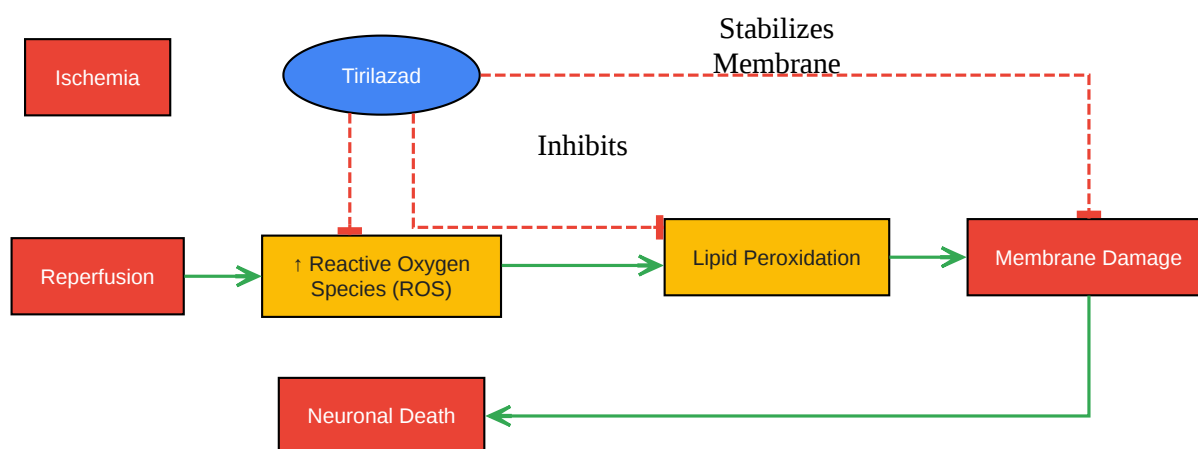 Ischemia
Tirilazad
Stabilizes
Membrane
Inhibits
Reperfusion
↑ Reactive Oxygen
Species (ROS)
Lipid Peroxidation
Membrane Damage
Neuronal Death